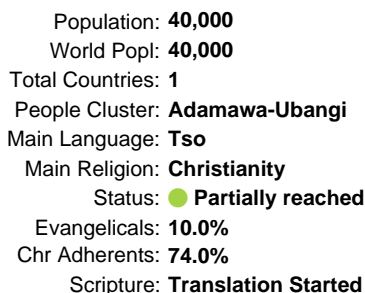 Population: 40,000
World Popl: 40,000
Total Countries: 1
People Cluster: Adamawa-Ubangi
Main Language: Tso
Main Religion: Christianity
Status: Partially reached
Evangelicals: 10.0%
Chr Adherents: 74.0%
Scripture: Translation Started